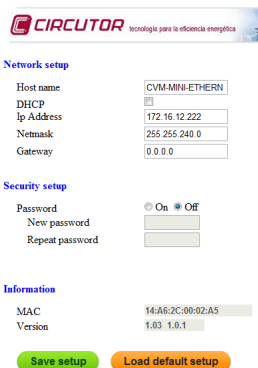 CIRCUTOR tecnología para la eficiencia energética
Network setup
Host name CVM-MINI-ETHERN
DHCP
Ip Address 172.16.12.222
Netmask 255.255.240.0
Gateway 0.0.0.0
Security setup
Password On Off
New password
Repeat password
Information
MAC 14:A6:2C:00:02:A5
Version 1.03 1.0.1
Save setup Load default setup